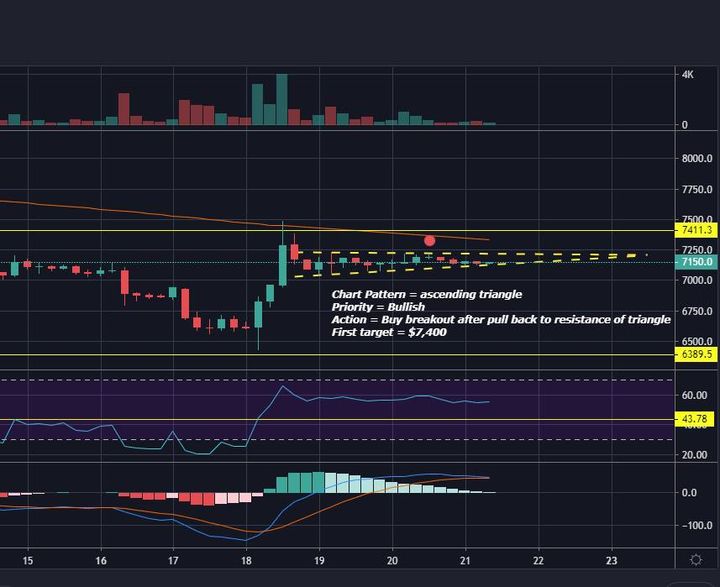 4K
0
8000.0
7750.0
7500.0
7411.3
7250.0
7150.0
7000.0
6750.0
6500.0
6389.5
Chart Pattern = ascending triangle
Priority = Bullish
Action = Buy breakout after pull back to resistance of triangle
First target = $7,400
60.00
43.78
20.00
0.0
-100.0
15 16 17 18 19 20 21 22 23